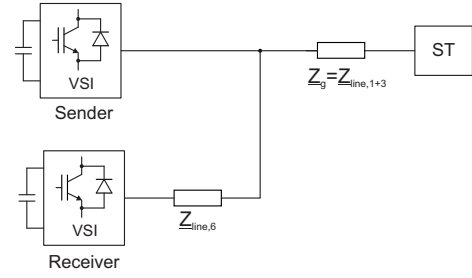 VSI
Sender
Z_g=Z_line,1+3
ST
VSI
Z_line,6
Receiver